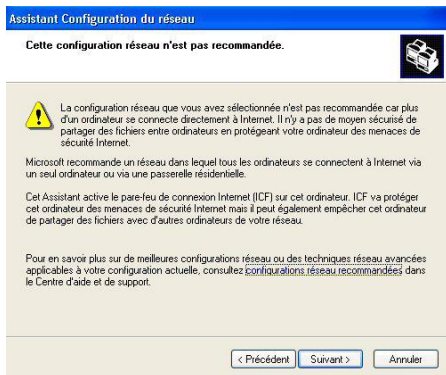 Assistant Configuration du réseau
Cette configuration réseau n'est pas recommandée.
La configuration réseau que vous avez sélectionnée n'est pas recommandée car plus
d'un ordinateur se connecte directement à Internet. Il n'y a pas de moyen sécurisé de
partager des fichiers entre ordinateurs en protégeant votre ordinateur des menaces de
sécurité Internet.
Microsoft recommande un réseau dans lequel tous les ordinateurs se connectent à Internet via
un seul ordinateur ou via une passerelle résidentielle.
Cet Assistant active le pare-feu de connexion Internet (ICF) sur cet ordinateur. ICF va protéger
cet ordinateur des menaces de sécurité Internet mais il peut également empêcher cet ordinateur
de partager des fichiers avec d'autres ordinateurs de votre réseau.
Pour en savoir plus sur de meilleures configurations réseau ou des techniques réseau avancées
applicables à votre configuration actuelle, consultez configurations réseau recommandées dans
le Centre d'aide et de support.
< Précédent Suivant > Annuler